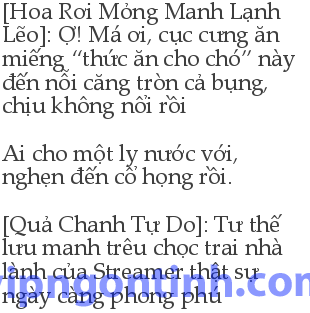 [Hoa Rơi Mỏng Manh Lạnh
Lẽo]: Ợ! Má ơi, cục cưng ăn
miếng “thức ăn cho chó” này
đến nỗi căng tròn cả bụng,
chịu không nổi rồi
Ai cho một ly nước với,
nghẹn đến cổ họng rồi.
[Quả Chanh Tự Do]: Tư thế
lưu manh trêu chọc trai nhà
lành của Streamer thật sự
ngày càng phong phú
vipngontinh.com